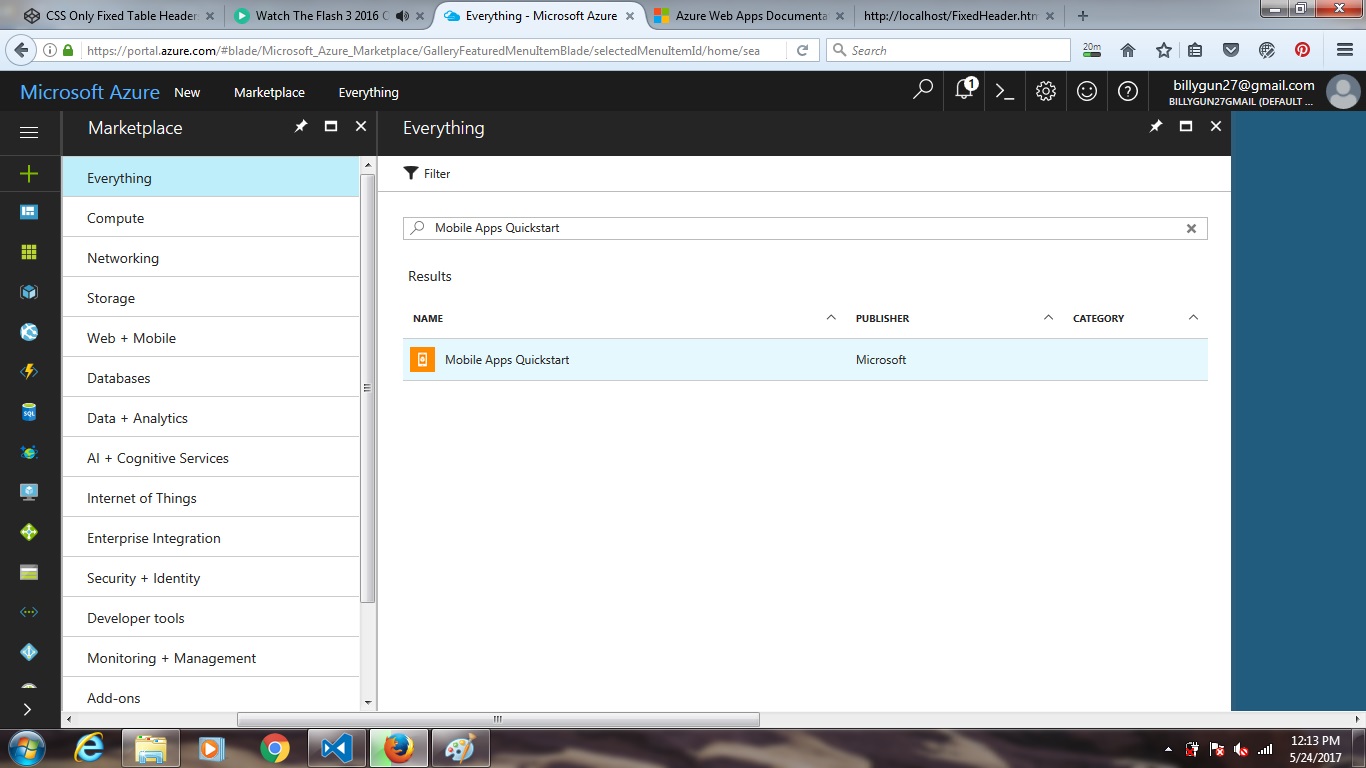 CSS Only Fixed Table Header
Watch The Flash 3 2016 C
Everything - Microsoft Azure
Azure Web Apps Documenta
http://localhost/FixedHeader.htm
https://portal.azure.com/#blade/Microsoft_Azure_Marketplace/GalleryFeaturedMenuItemBlade/selectedMenuItemId/home/sea
Search
20m
Microsoft Azure
New
Marketplace
Everything
1
billygun27@gmail.com
BILLYGUN27GMAIL (DEFAULT ...
Marketplace
Everything
Compute
Networking
Storage
Web + Mobile
Databases
Data + Analytics
AI + Cognitive Services
Internet of Things
Enterprise Integration
Security + Identity
Developer tools
Monitoring + Management
Add-ons
SQL
Everything
Filter
Mobile Apps Quickstart
Results
NAME PUBLISHER CATEGORY
Mobile Apps Quickstart Microsoft
12:13 PM
5/24/2017